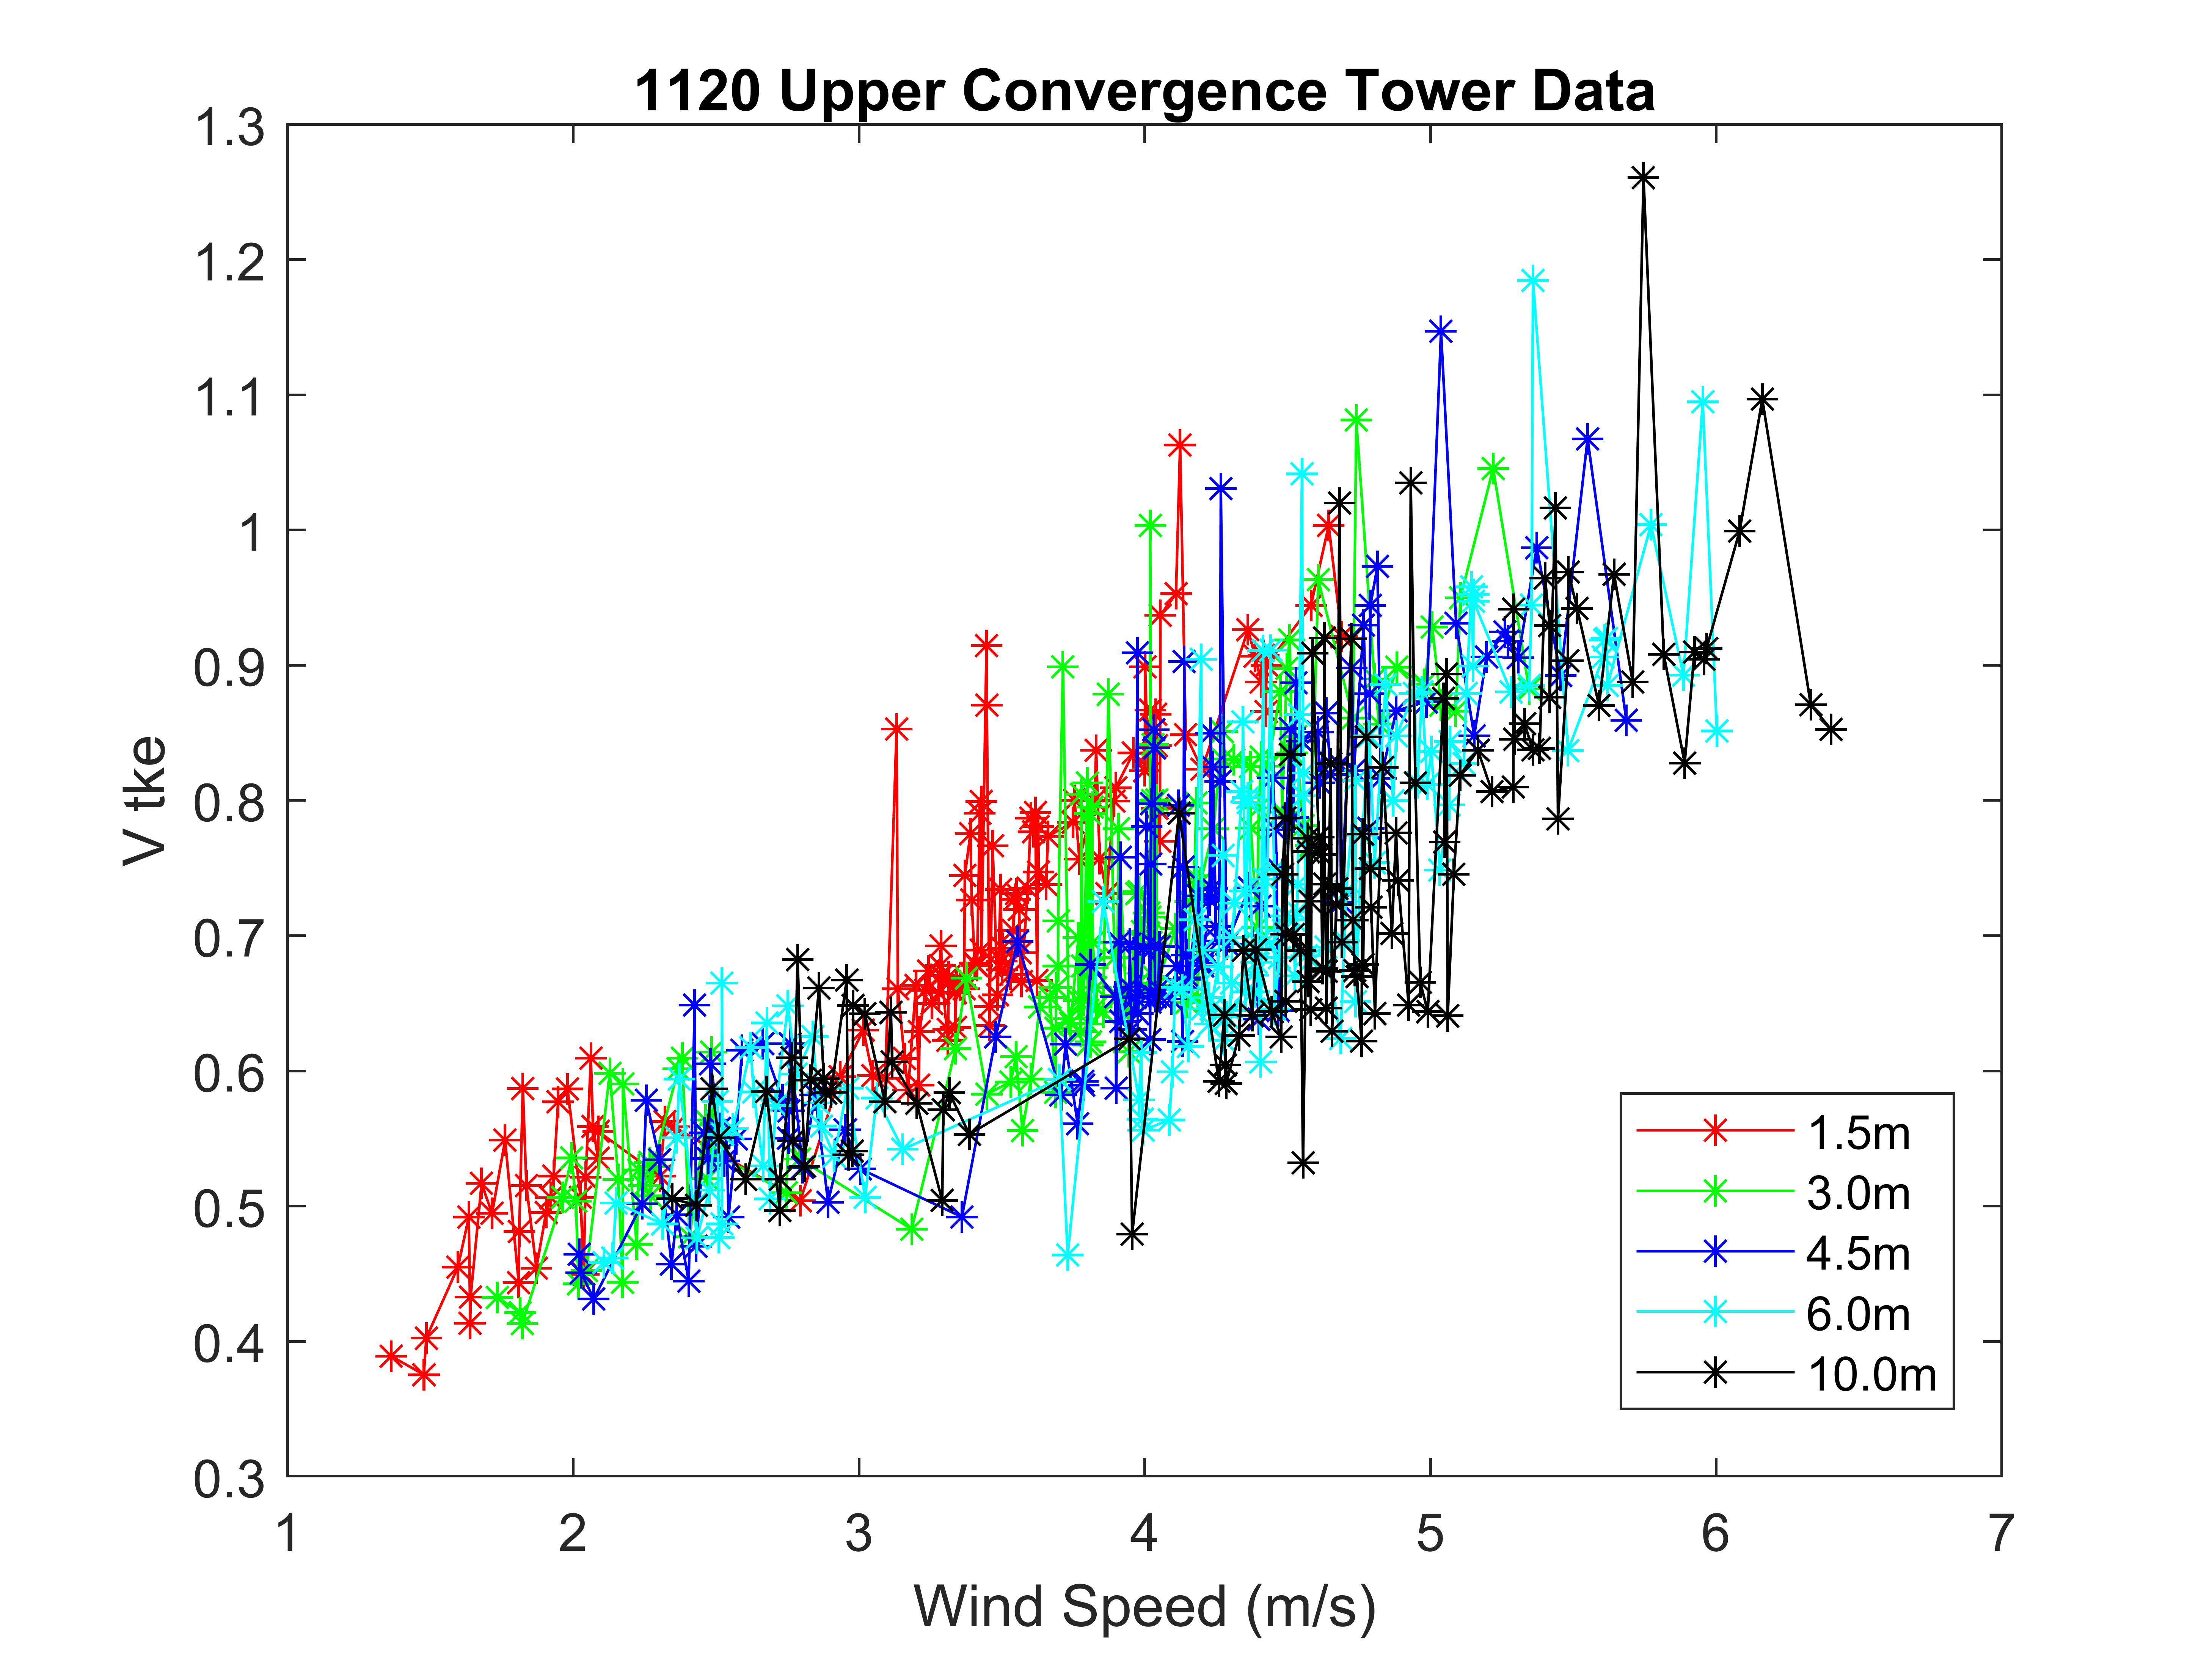 1120 Upper Convergence Tower Data
1.3
1.2
1.1
1
0.9
0.8
0.7
0.6
0.5
0.4
0.3
V tke
1.5m
3.0m
4.5m
6.0m
10.0m
1 2 3 4 5 6 7
Wind Speed (m/s)